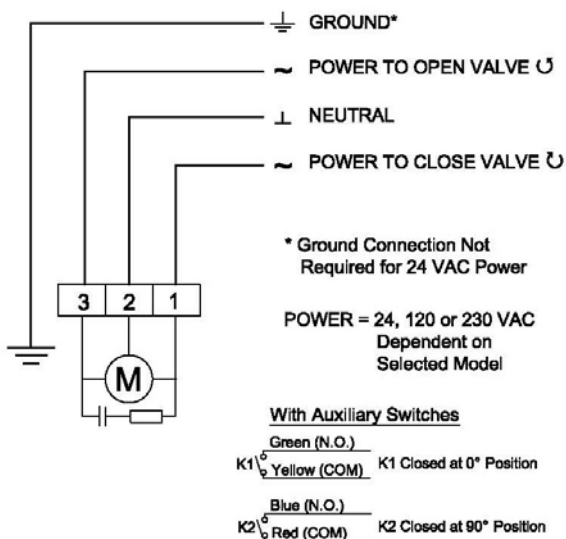 GROUND*
~ POWER TO OPEN VALVE ↺
NEUTRAL
~ POWER TO CLOSE VALVE ↻
* Ground Connection Not
Required for 24 VAC Power
3 2 1
M
POWER = 24, 120 or 230 VAC
Dependent on
Selected Model
With Auxiliary Switches
Green (N.O.)
K1 Yellow (COM) K1 Closed at 0° Position
Blue (N.O.)
K2 Red (COM) K2 Closed at 90° Position